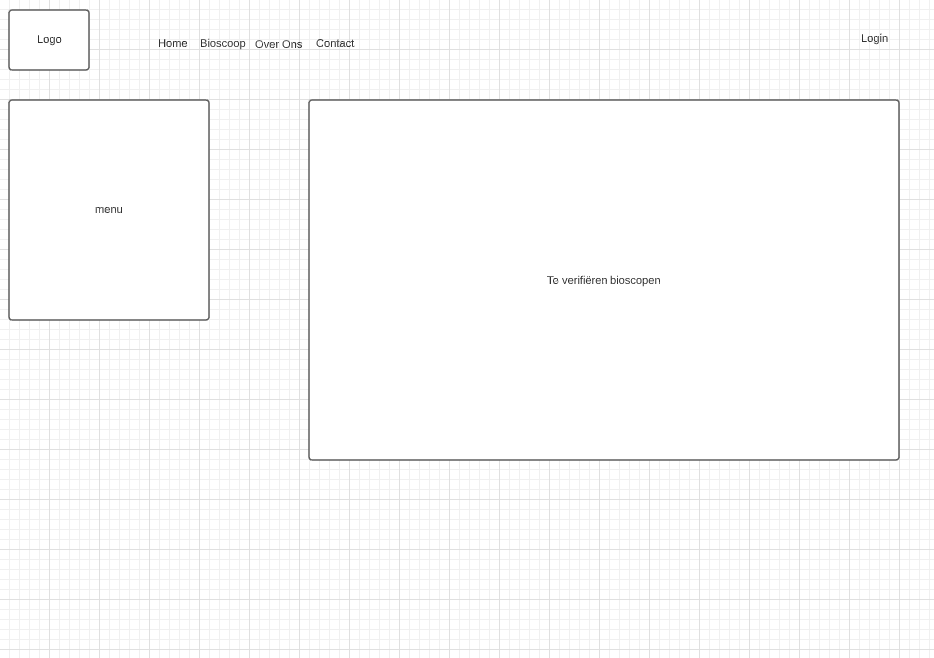 Logo
Home Bioscoop Over Ons Contact
Login
menu
Te verifiëren bioscopen